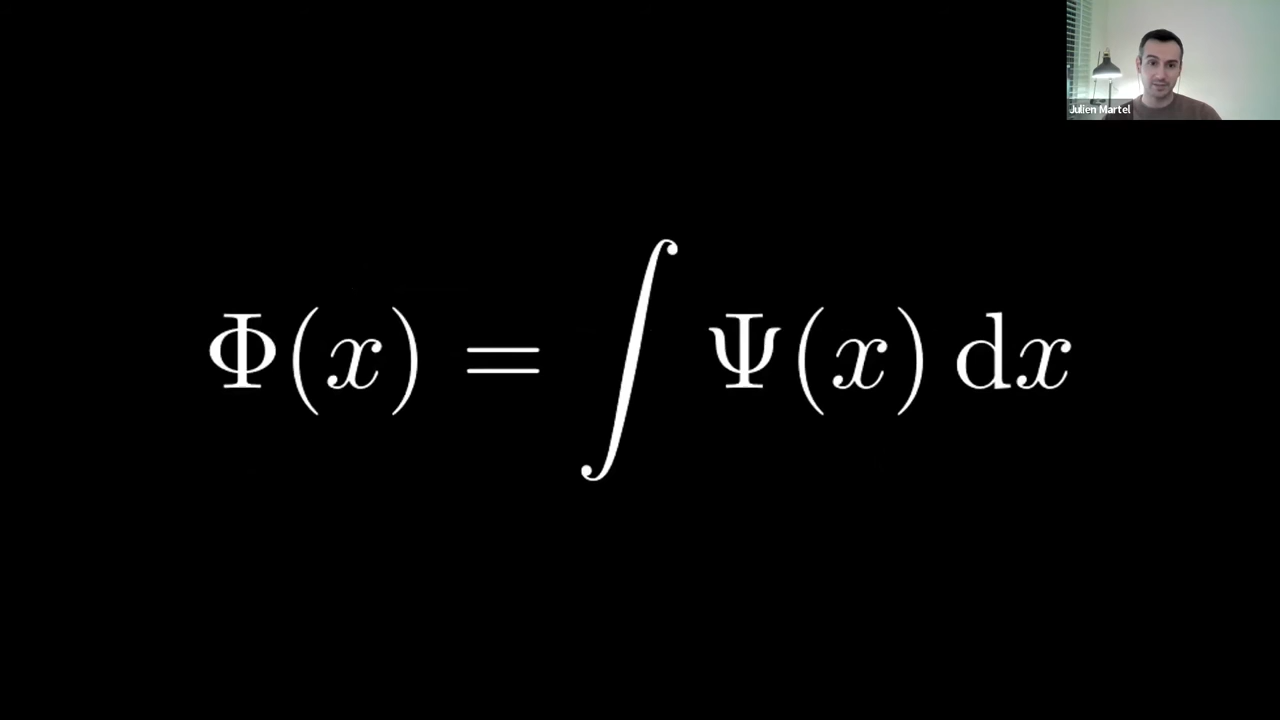 Julien Martel
Φ(x) = ∫ Ψ(x) dx